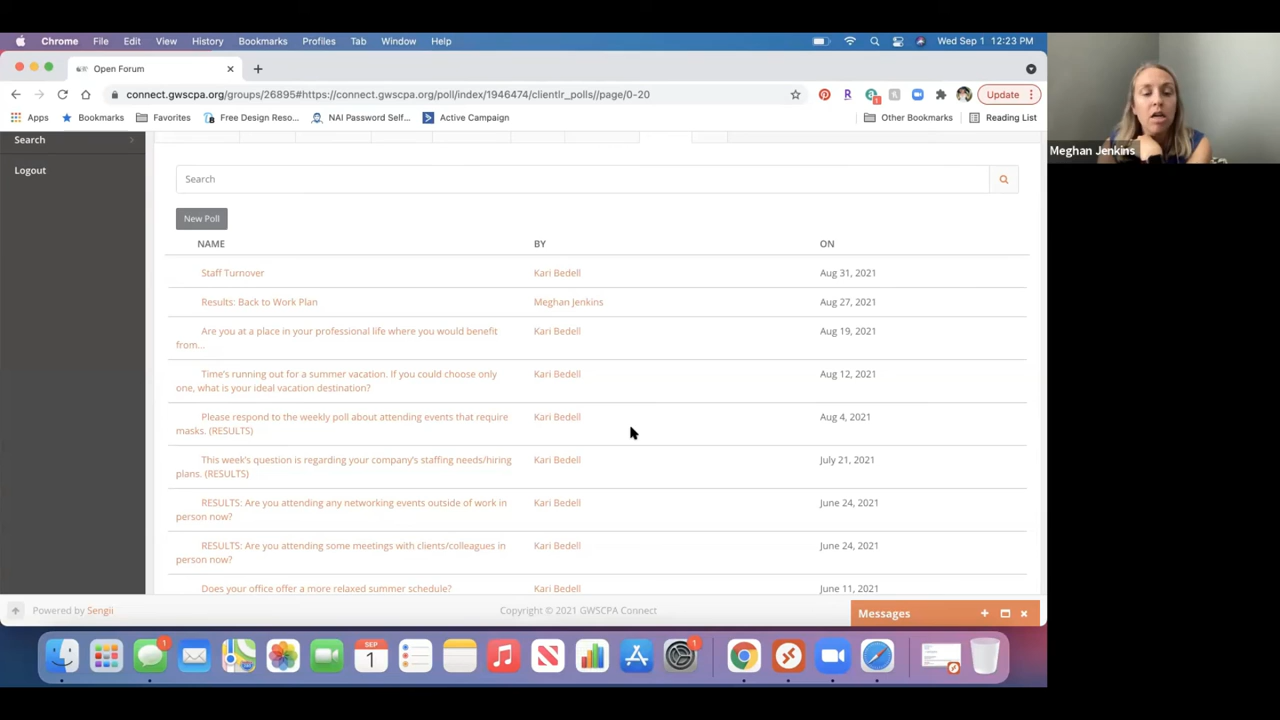 Chrome File Edit View History Bookmarks Profiles Tab Window Help
Wed Sep 1 12:23 PM
Open Forum
connect.gwscpa.org/groups/26895#https://connect.gwscpa.org/poll/index/1946474/clientlr_polls//page/0-20
Update
Apps Bookmarks Favorites Free Design Reso... NAI Password Self... Active Campaign Other Bookmarks Reading List
Meghan Jenkins
Search
Logout
Search
New Poll
NAME BY ON
Staff Turnover Kari Bedell Aug 31, 2021
Results: Back to Work Plan Meghan Jenkins Aug 27, 2021
Are you at a place in your professional life where you would benefit Kari Bedell Aug 19, 2021
from...
Time's running out for a summer vacation. If you could choose only Kari Bedell Aug 12, 2021
one, what is your ideal vacation destination?
Please respond to the weekly poll about attending events that require Kari Bedell Aug 4, 2021
masks. (RESULTS)
This week's question is regarding your company's staffing needs/hiring Kari Bedell July 21, 2021
plans. (RESULTS)
RESULTS: Are you attending any networking events outside of work in Kari Bedell June 24, 2021
person now?
RESULTS: Are you attending some meetings with clients/colleagues in Kari Bedell June 24, 2021
person now?
Does your office offer a more relaxed summer schedule? Kari Bedell June 11, 2021
Powered by Sengii Copyright © 2021 GWSCPA Connect Messages
1
SEP
1
1